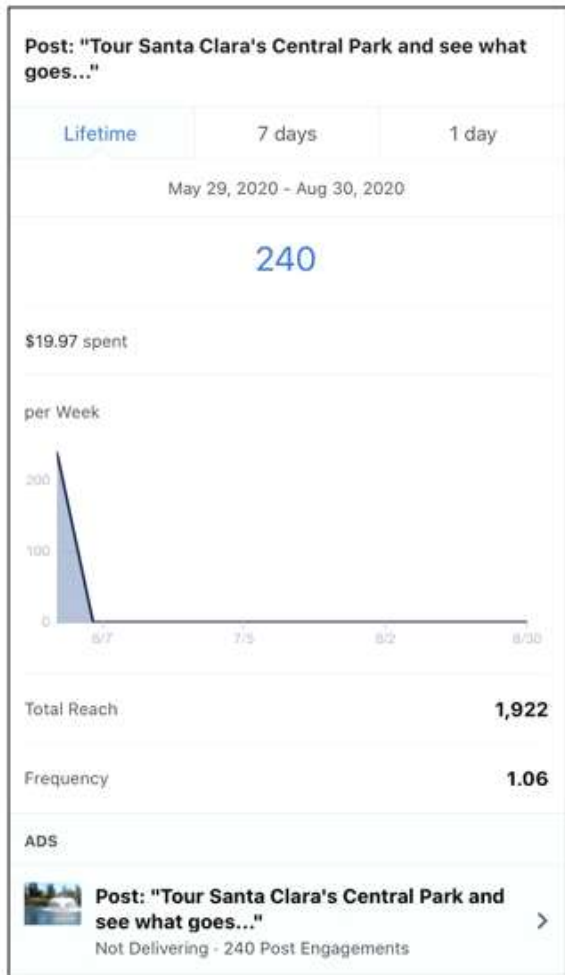 Post: "Tour Santa Clara's Central Park and see what
goes..."
Lifetime 7 days 1 day
May 29, 2020 - Aug 30, 2020
240
$19.97 spent
per Week
200
100
0
6/7 7/5 8/2 8/30
Total Reach 1,922
Frequency 1.06
ADS
Post: "Tour Santa Clara's Central Park and
see what goes..."
Not Delivering - 240 Post Engagements